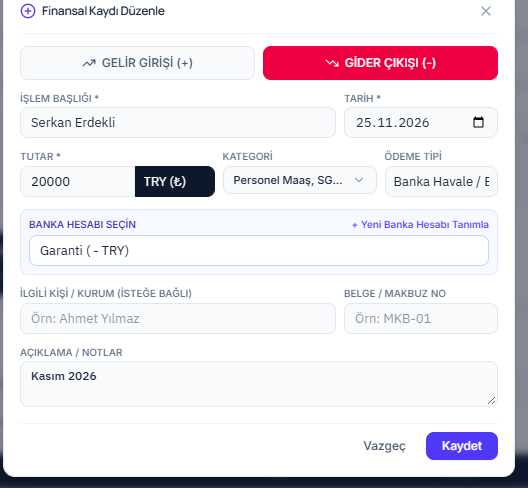 Finansal Kaydı Düzenle
GELİR GİRİŞİ (+) GİDER ÇIKIŞI (-)
İŞLEM BAŞLIĞI * TARİH *
Serkan Erdekli 25.11.2026
TUTAR * KATEGORİ ÖDEME TİPİ
20000 TRY (₺) Personel Maaş, SG... Banka Havale / E
BANKA HESABI SEÇİN + Yeni Banka Hesabı Tanımla
Garanti ( - TRY)
İLGİLİ KİŞİ / KURUM (İSTEĞE BAĞLI) BELGE / MAKBUZ NO
Örn: Ahmet Yılmaz Örn: MKB-01
AÇIKLAMA / NOTLAR
Kasım 2026
Vazgeç Kaydet